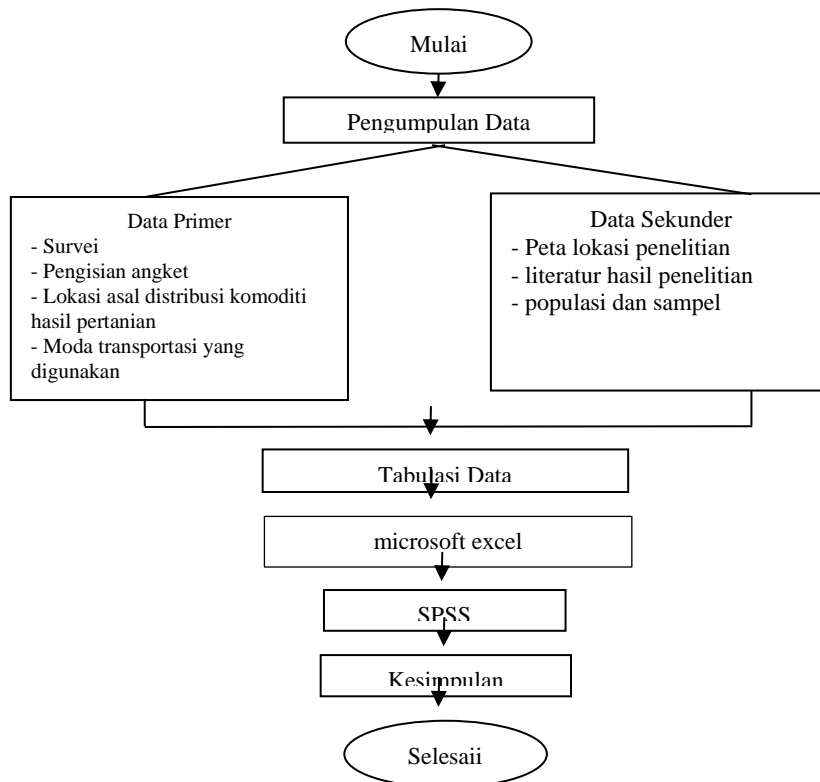 Mulai
Pengumpulan Data
Data Primer
- Survei
- Pengisian angket
- Lokasi asal distribusi komoditi
hasil pertanian
- Moda transportasi yang
digunakan
Data Sekunder
- Peta lokasi penelitian
- literatur hasil penelitian
- populasi dan sampel
Tabulasi Data
microsoft excel
SPSS
Kesimpulan
Selesaii